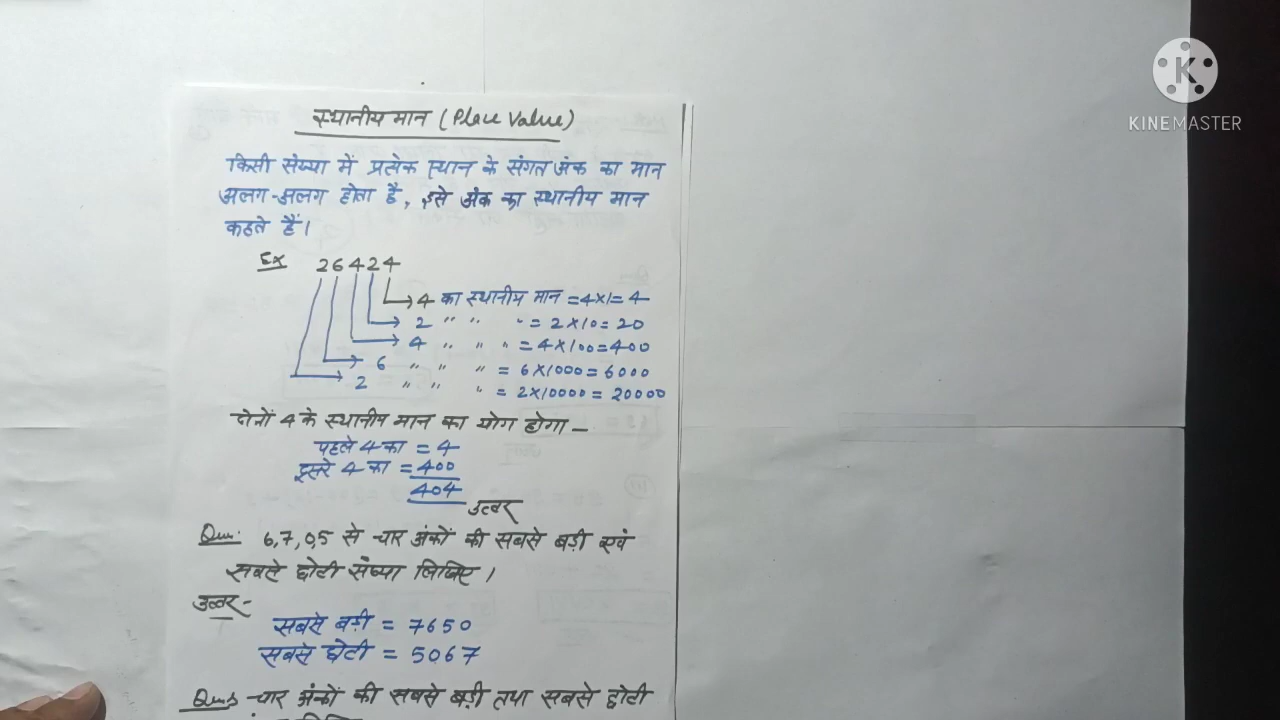 स्थानीय मान (Place Value)
किसी संख्या में प्रत्येक स्थान के संगत अंक का मान
अलग-अलग होता है, इसे अंक का स्थानीय मान
कहते हैं।
Ex 26424
4 का स्थानीय मान = 4×1 = 4
2 " " " = 2×10 = 20
4 " " " = 4×100 = 400
6 " " " = 6×1000 = 6000
2 " " " = 2×10000 = 20000
दोनों 4 के स्थानीय मान का योग होगा —
पहले 4 का = 4
दूसरे 4 का = 400
404
उत्तर
Que: 6,7,0,5 से चार अंकों की सबसे बड़ी एवं
सबसे छोटी संख्या लिखिए।
उत्तर-
सबसे बड़ी = 7650
सबसे छोटी = 5067
चार अंकों की सबसे बड़ी तथा सबसे छोटी
KINEMASTER